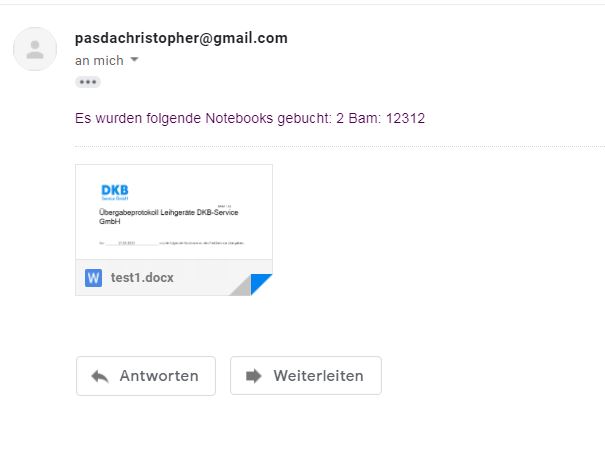 pasdachristopher@gmail.com
an mich
Es wurden folgende Notebooks gebucht: 2 Bam: 12312
DKB
Service GmbH
Übergabeprotokoll Leihgeräte DKB-Service
GmbH
W test1.docx
Antworten
Weiterleiten